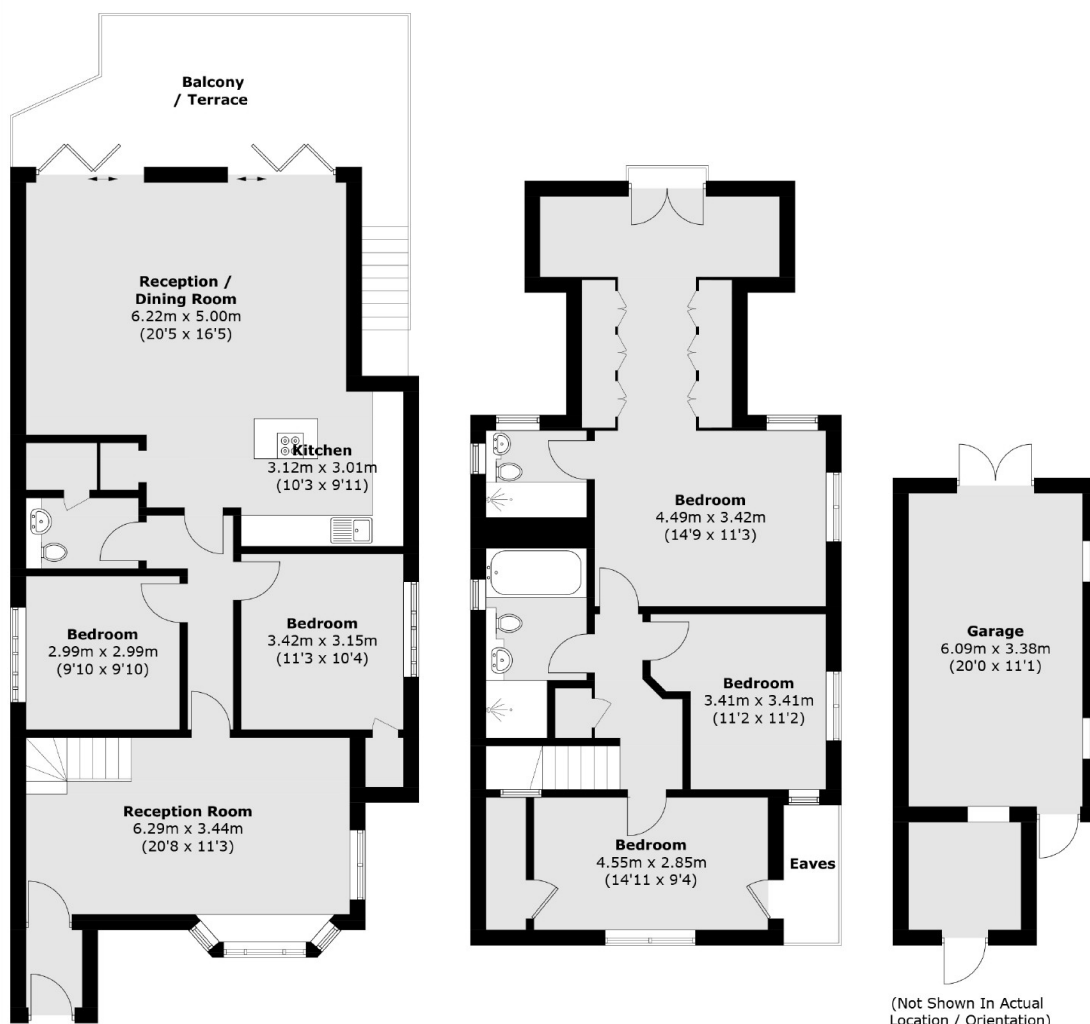 Balcony
/ Terrace
Reception /
Dining Room
6.22m x 5.00m
(20'5 x 16'5)
Kitchen
3.12m x 3.01m
(10'3 x 9'11)
Bedroom
2.99m x 2.99m
(9'10 x 9'10)
Bedroom
3.42m x 3.15m
(11'3 x 10'4)
Reception Room
6.29m x 3.44m
(20'8 x 11'3)
Bedroom
4.49m x 3.42m
(14'9 x 11'3)
Bedroom
3.41m x 3.41m
(11'2 x 11'2)
Bedroom
4.55m x 2.85m
(14'11 x 9'4)
Eaves
Garage
6.09m x 3.38m
(20'0 x 11'1)
(Not Shown In Actual
Location / Orientation)